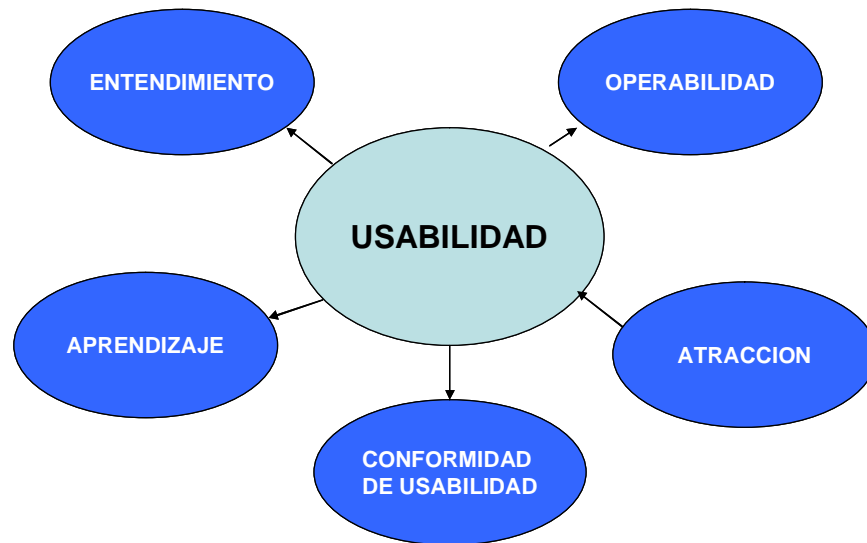 ENTENDIMIENTO
OPERABILIDAD
USABILIDAD
APRENDIZAJE
ATRACCION
CONFORMIDAD
DE USABILIDAD